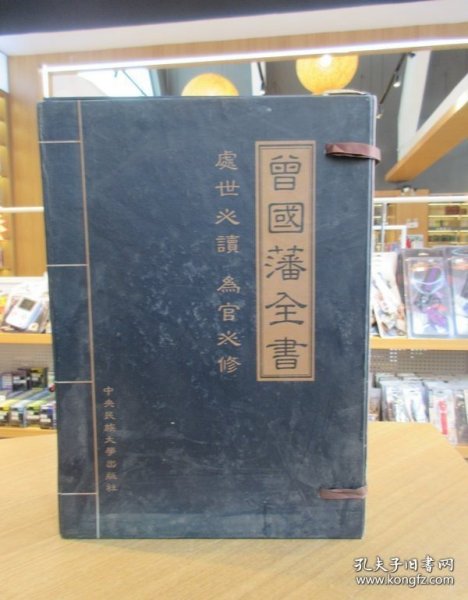 曾國藩全書
處世必讀 為官必修
中央民族大學出版社
孔夫子旧书网
www.kongfz.com